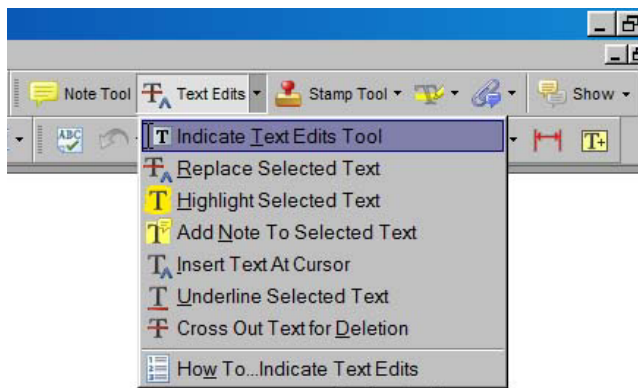 Note Tool Text Edits Stamp Tool Show
ABC T+
Indicate Text Edits Tool
Replace Selected Text
Highlight Selected Text
Add Note To Selected Text
Insert Text At Cursor
Underline Selected Text
Cross Out Text for Deletion
How To...Indicate Text Edits